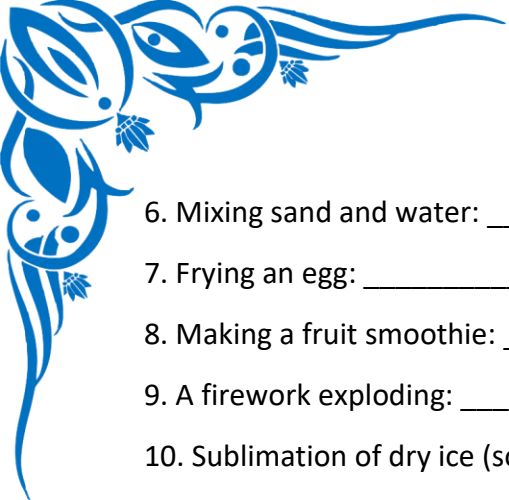 6. Mixing sand and water: __
7. Frying an egg: __________
8. Making a fruit smoothie: _
9. A firework exploding: ___
10. Sublimation of dry ice (so